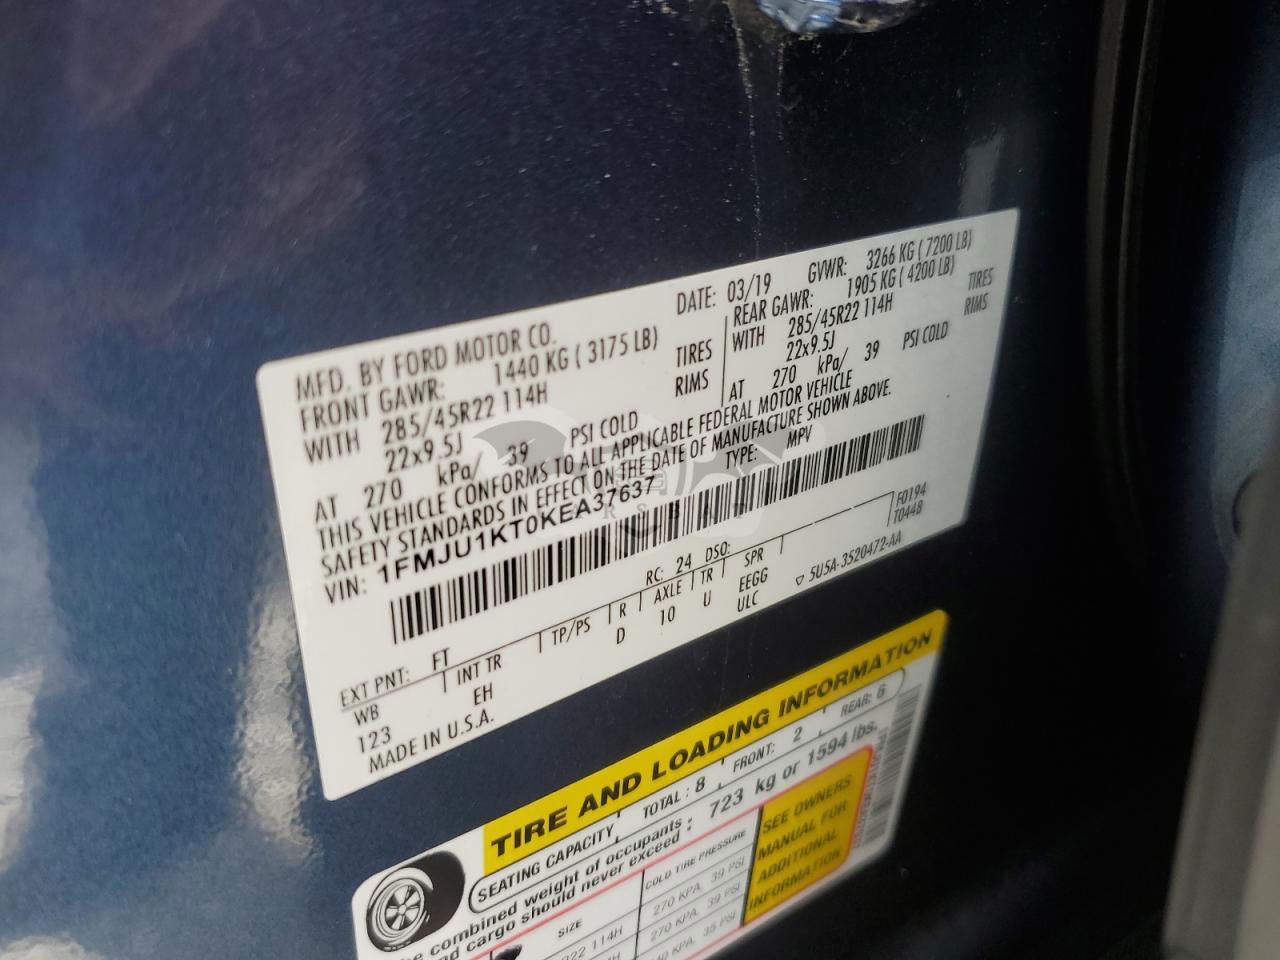 MFD. BY FORD MOTOR CO.
DATE: 03/19 GVWR: 3266 KG ( 7200 LB)
FRONT GAWR: 1440 KG ( 3175 LB)
REAR GAWR: 1905 KG ( 4200 LB)
WITH 285/45R22 114H TIRES
WITH 285/45R22 114H TIRES
22x9.5J RIMS
22x9.5J RIMS
AT 270 kPa/ 39 PSI COLD
AT 270 kPa/ 39 PSI COLD
THIS VEHICLE CONFORMS TO ALL APPLICABLE FEDERAL MOTOR VEHICLE
SAFETY STANDARDS IN EFFECT ON THE DATE OF MANUFACTURE SHOWN ABOVE.
VIN: 1FMJU1KT0KEA37637 TYPE: MPV
F0194
T0448
EXT PNT: FT RC: 24 DSO:
WB INT TR TP/PS R AXLE TR SPR
123 EH D 10 U EEGG
ULC
MADE IN U.S.A. 5U5A-3520472-AA
TIRE AND LOADING INFORMATION
SEATING CAPACITY TOTAL: 8 FRONT: 2 REAR: 6
combined weight of occupants
and cargo should never exceed : 723 kg or 1594 lbs.
SIZE COLD TIRE PRESSURE
114H 270 KPA, 39 PSI
270 KPA, 39 PSI
KPA, 35 PSI
SEE OWNERS
MANUAL FOR
ADDITIONAL
INFORMATION